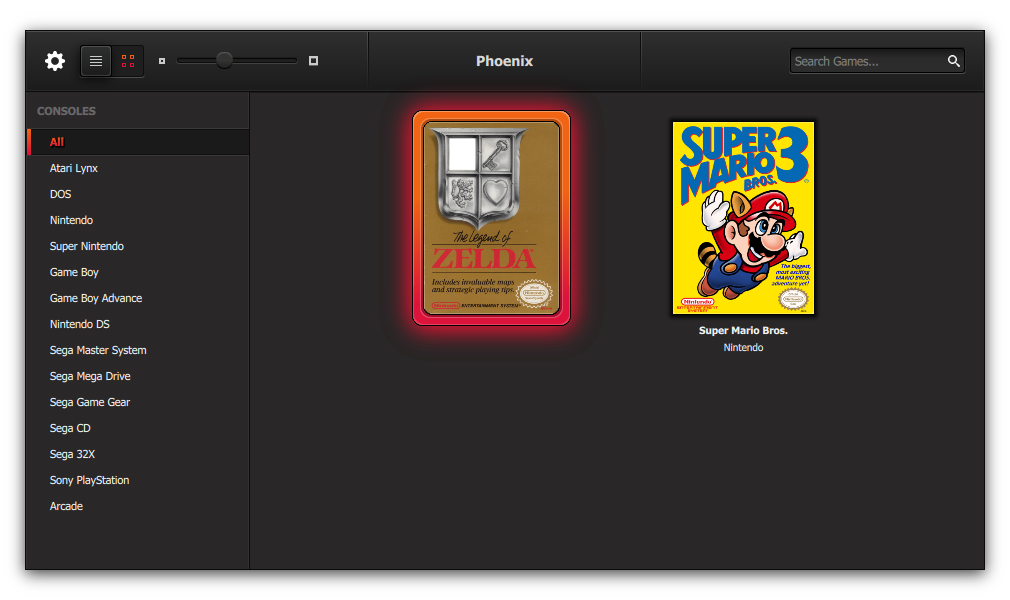 Phoenix
Search Games...
CONSOLES
All
Atari Lynx
DOS
Nintendo
Super Nintendo
Game Boy
Game Boy Advance
Nintendo DS
Sega Master System
Sega Mega Drive
Sega Game Gear
Sega CD
Sega 32X
Sony PlayStation
Arcade
The Legend of
ZELDA
Includes invaluable maps
and strategic playing tips.
Nintendo
ENTERTAINMENT SYSTEM
SUPER
MARIO 3
BROS.
The biggest,
most exciting
MARIO BROS.
adventure yet!
Nintendo
ENTERTAINMENT
SYSTEM
Super Mario Bros.
Nintendo